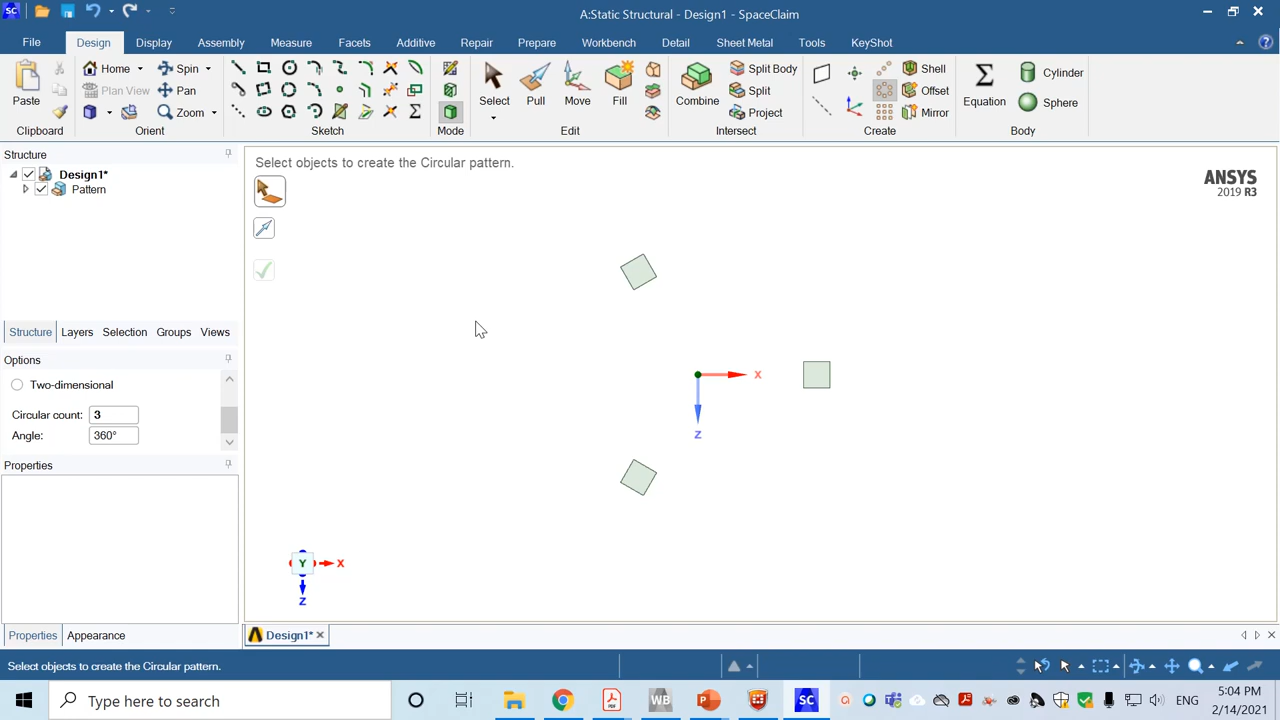 SC
A:Static Structural - Design1 - SpaceClaim
File
Design
Display
Assembly
Measure
Facets
Additive
Repair
Prepare
Workbench
Detail
Sheet Metal
Tools
KeyShot
Paste
Clipboard
Home
Spin
Plan View
Pan
Zoom
Orient
Sketch
Mode
Select
Pull
Move
Fill
Edit
Combine
Split Body
Split
Project
Intersect
Shell
Offset
Mirror
Create
Equation
Cylinder
Sphere
Body
Structure
Design1*
Pattern
Structure
Layers
Selection
Groups
Views
Options
Two-dimensional
Circular count: 3
Angle: 360°
Properties
Properties
Appearance
Select objects to create the Circular pattern.
ANSYS
2019 R3
X
Z
Y
X
Z
Design1*
Select objects to create the Circular pattern.
Type here to search
WB
SC
ENG
5:04 PM
2/14/2021